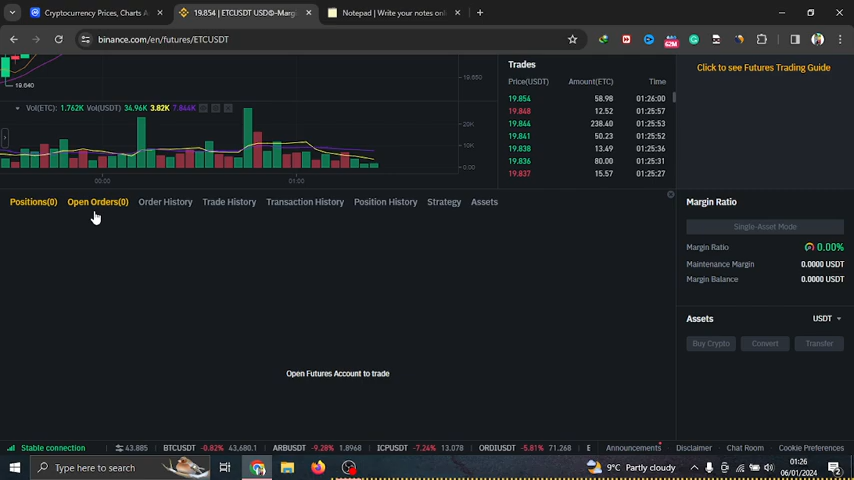 Cryptocurrency Prices, Charts A
19.854 | ETCUSDT USDⓈ-Margi
Notepad | Write your notes onli
binance.com/en/futures/ETCUSDT
62M
19.640
19.650
Vol(ETC): 1.762K Vol(USDT) 34.96K 3.82K 7.844K
20K
10K
0.00
00:00 01:00
Trades
Price(USDT) Amount(ETC) Time
19.854 58.98 01:26:00
19.848 12.52 01:25:57
19.844 238.40 01:25:53
19.841 50.23 01:25:52
19.838 13.49 01:25:36
19.836 80.00 01:25:31
19.837 15.57 01:25:27
Click to see Futures Trading Guide
Positions(0) Open Orders(0) Order History Trade History Transaction History Position History Strategy Assets
Open Futures Account to trade
Margin Ratio
Single-Asset Mode
Margin Ratio 0.00%
Maintenance Margin 0.0000 USDT
Margin Balance 0.0000 USDT
Assets USDT
Buy Crypto Convert Transfer
Stable connection 43.885 BTCUSDT -0.82% 43,680.1 ARBUSDT -9.28% 1.8968 ICPUSDT -7.24% 13.078 ORDIUSDT -5.81% 71.268 E Announcements Disclaimer Chat Room Cookie Preferences
Type here to search
9°C Partly cloudy
01:26
06/01/2024
2